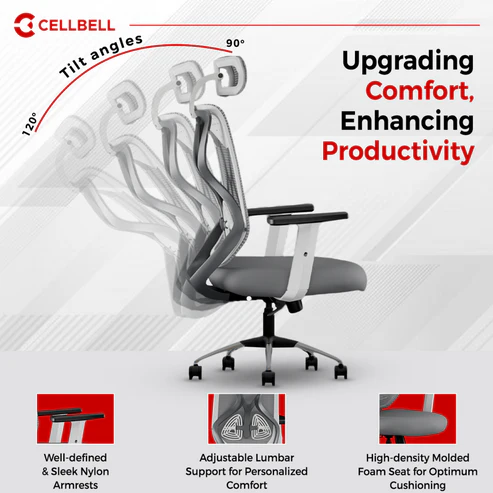 CELLBELL
Tilt angles
90°
120°
Upgrading
Comfort,
Enhancing
Productivity
Well-defined
& Sleek Nylon
Armrests
Adjustable Lumbar
Support for Personalized
Comfort
High-density Molded
Foam Seat for Optimum
Cushioning